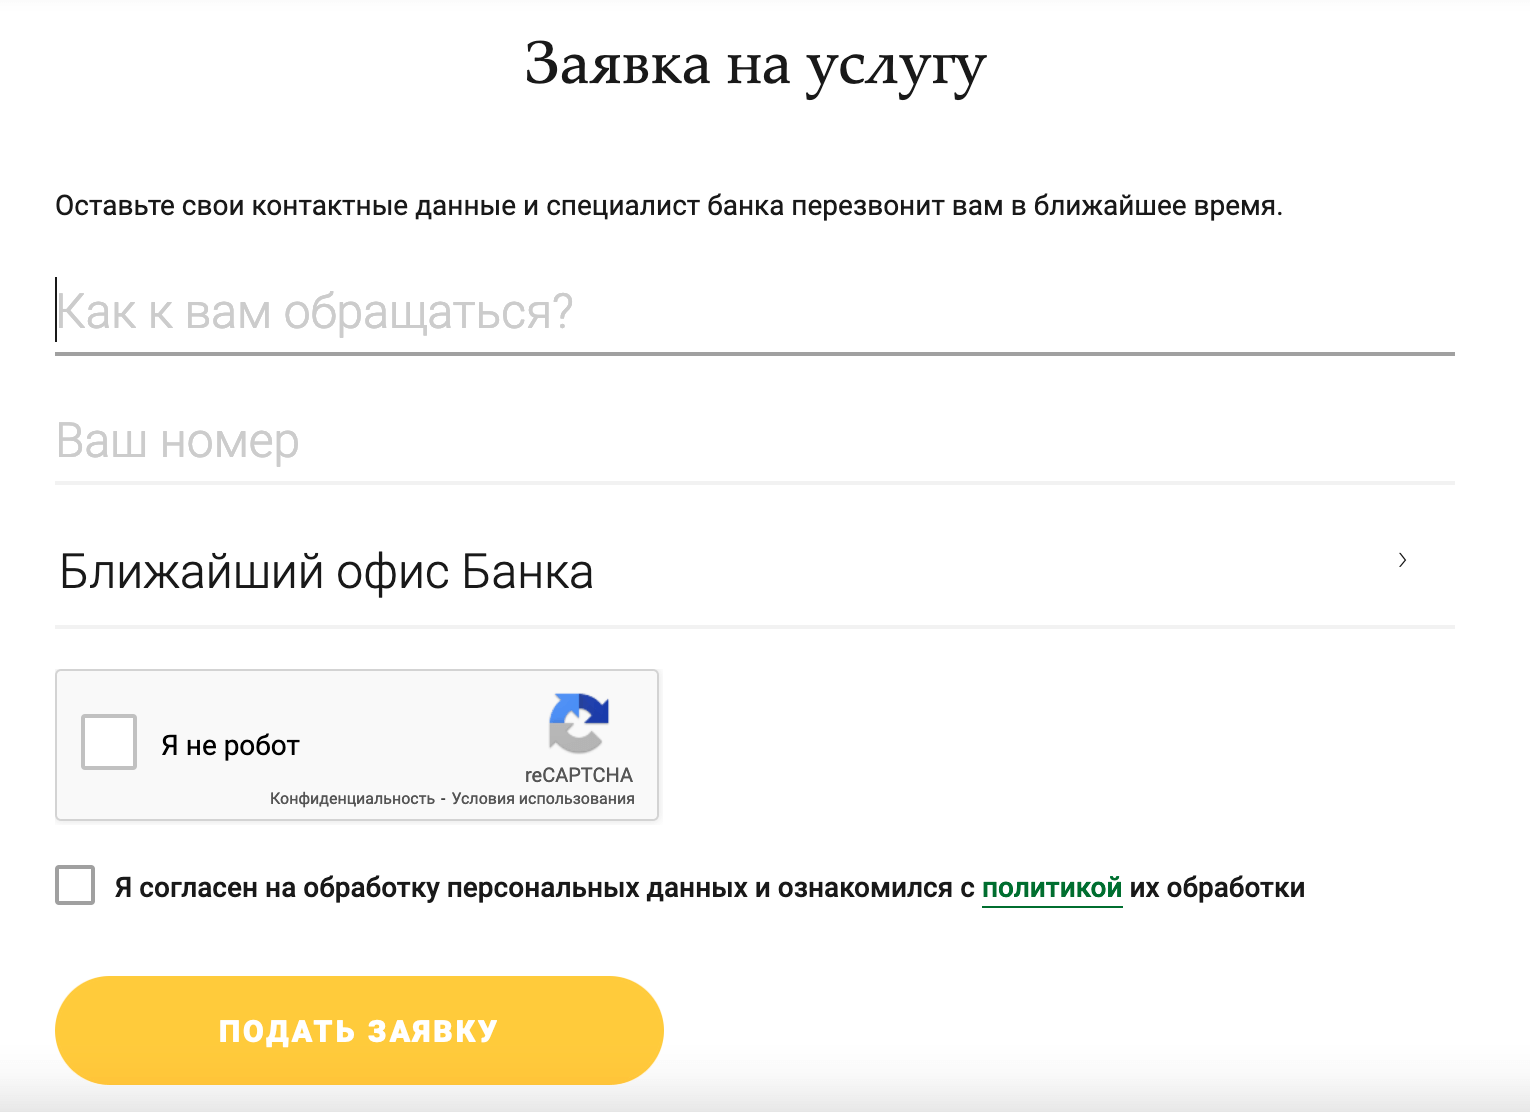 Заявка на услугу
Оставьте свои контактные данные и специалист банка перезвонит вам в ближайшее время.
Как к вам обращаться?
Ваш номер
Ближайший офис Банка
Я не робот
reCAPTCHA
Конфиденциальность - Условия использования
Я согласен на обработку персональных данных и ознакомился с политикой их обработки
ПОДАТЬ ЗАЯВКУ